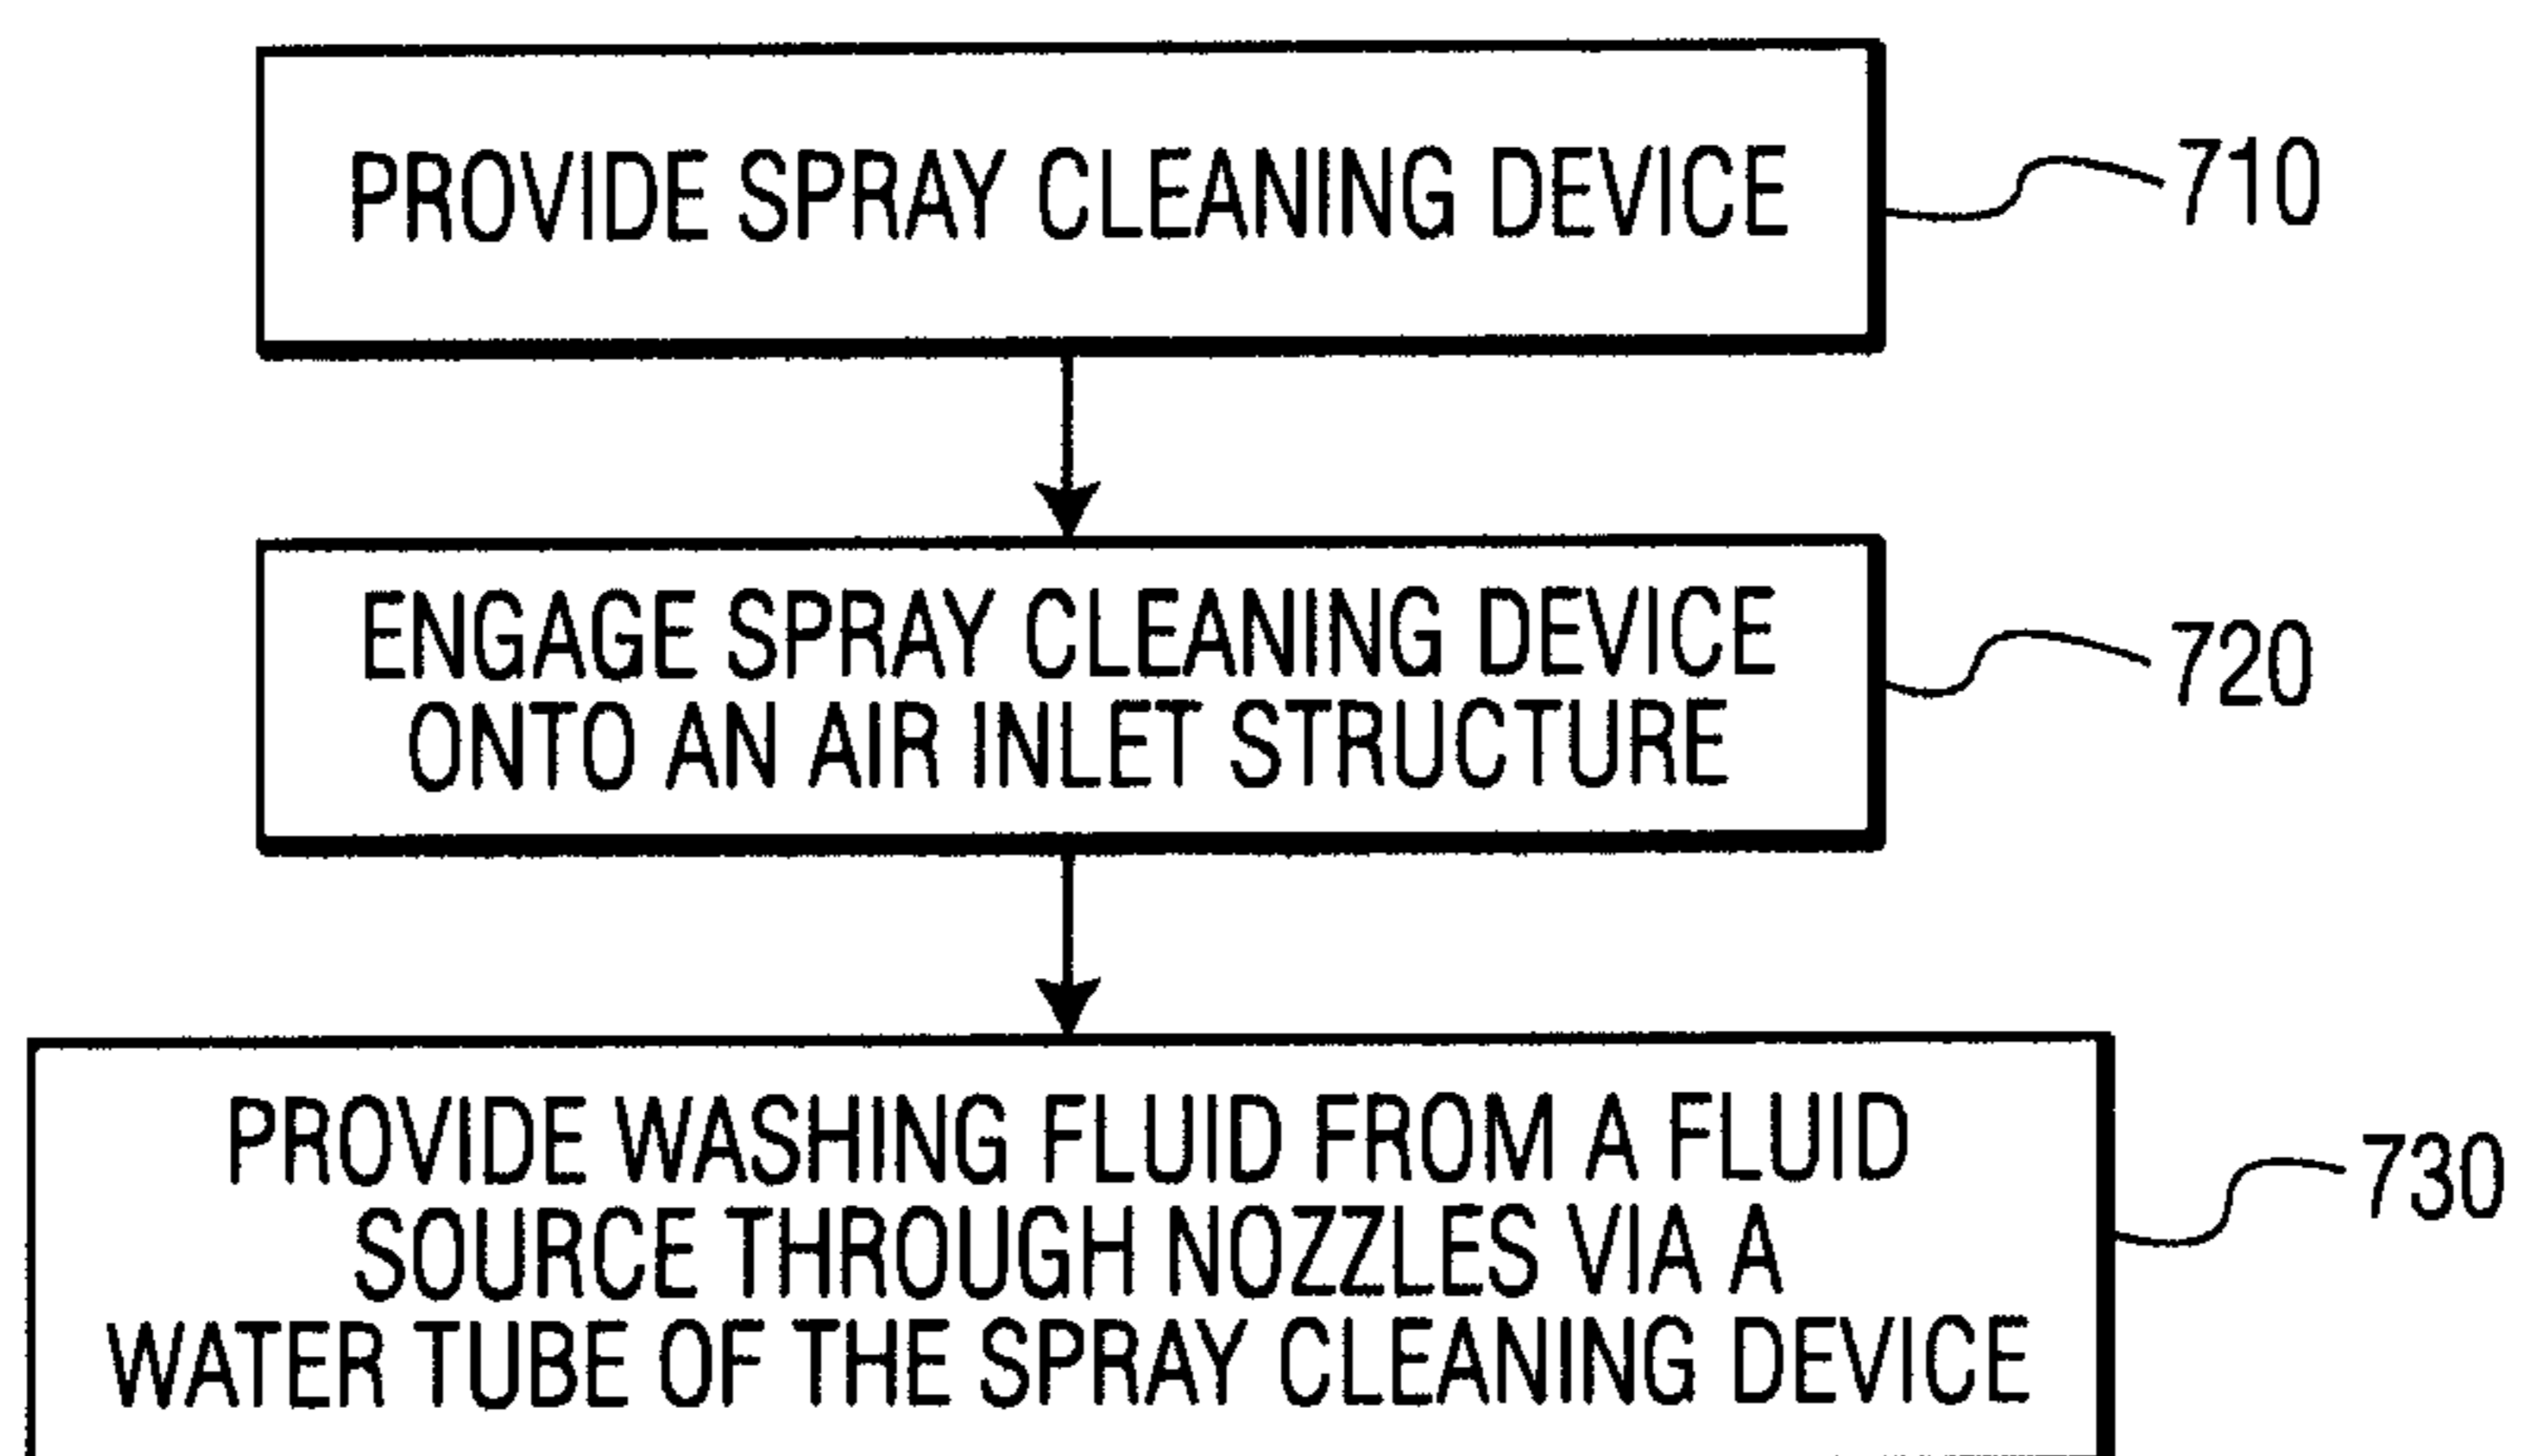 PROVIDE SPRAY CLEANING DEVICE
710
ENGAGE SPRAY CLEANING DEVICE
ONTO AN AIR INLET STRUCTURE
720
PROVIDE WASHING FLUID FROM A FLUID
SOURCE THROUGH NOZZLES VIA A
WATER TUBE OF THE SPRAY CLEANING DEVICE
730